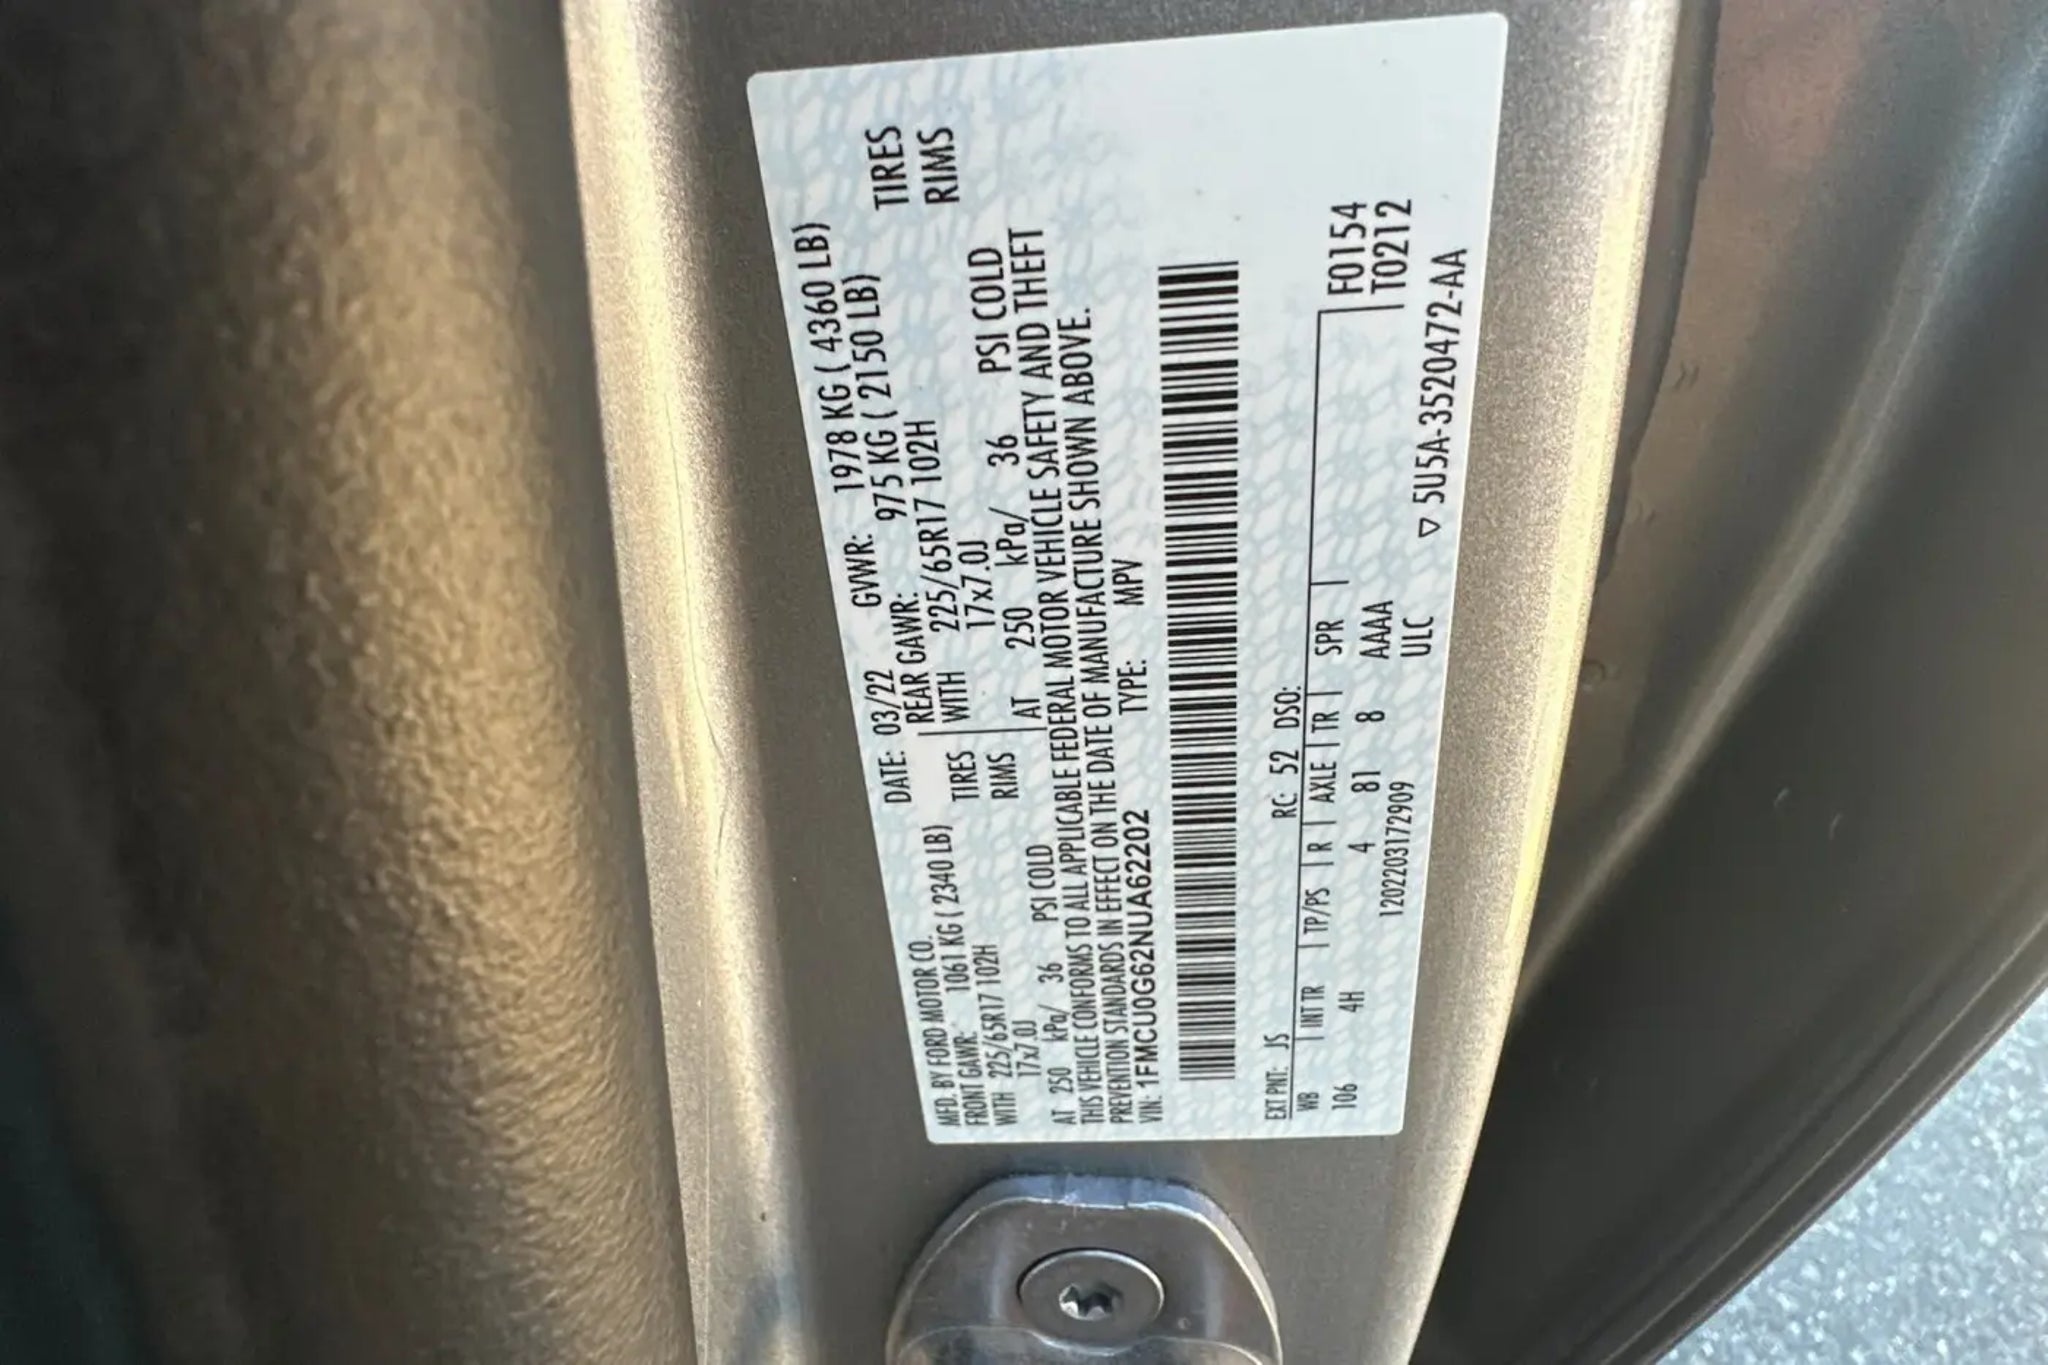 MFD. BY FORD MOTOR CO.
DATE: 03/22 GVWR: 1978 KG ( 4360 LB)
FRONT GAWR: 1061 KG ( 2340 LB) REAR GAWR: 975 KG ( 2150 LB)
WITH 225/65R17 102H TIRES WITH 225/65R17 102H TIRES
17x7.0J RIMS 17x7.0J RIMS
AT 250 kPa/ 36 PSI COLD AT 250 kPa/ 36 PSI COLD
THIS VEHICLE CONFORMS TO ALL APPLICABLE FEDERAL MOTOR VEHICLE SAFETY AND THEFT
PREVENTION STANDARDS IN EFFECT ON THE DATE OF MANUFACTURE SHOWN ABOVE.
VIN: 1FMCU0G62NUA62202 TYPE: MPV
EXT PNT: JS RC: 52 DSO:
WB INT TR TP/PS R AXLE TR SPR F0154
106 4H 4 81 8 AAAA T0212
1202203172909 ULC
5U5A-3520472-AA